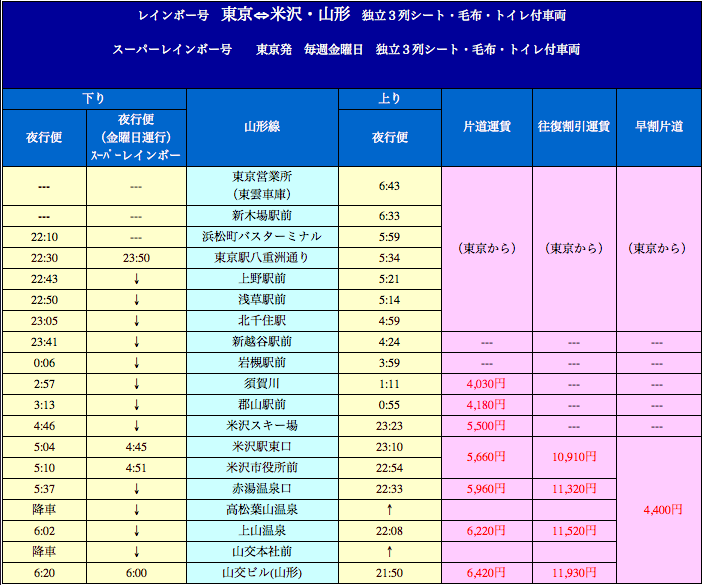 レインボー号 東京⇔米沢・山形 独立３列シート・毛布・トイレ付車両
スーパーレインボー号 東京発 毎週金曜日 独立３列シート・毛布・トイレ付車両
下り 山形線 上り 片道運賃 往復割引運賃 早割片道
夜行便 夜行便 夜行便
（金曜日運行）
ｽｰﾊﾟｰレインボー
--- --- 東京営業所 6:43
（東雲車庫）
--- --- 新木場駅前 6:33
22:10 --- 浜松町バスターミナル 5:59 （東京から） （東京から） （東京から）
22:30 23:50 東京駅八重洲通り 5:34
22:43 ↓ 上野駅前 5:21
22:50 ↓ 浅草駅前 5:14
23:05 ↓ 北千住駅 4:59
23:41 ↓ 新越谷駅前 4:24 --- --- ---
0:06 ↓ 岩槻駅前 3:59 --- --- ---
2:57 ↓ 須賀川 1:11 4,030円 --- ---
3:13 ↓ 郡山駅前 0:55 4,180円 --- ---
4:46 ↓ 米沢スキー場 23:23 5,500円 --- ---
5:04 4:45 米沢駅東口 23:10 5,660円 10,910円
5:10 4:51 米沢市役所前 22:54
5:37 ↓ 赤湯温泉口 22:33 5,960円 11,320円
降車 ↓ 高松葉山温泉 ↑ 4,400円
6:02 ↓ 上山温泉 22:08 6,220円 11,520円
降車 ↓ 山交本社前 ↑
6:20 6:00 山交ビル(山形) 21:50 6,420円 11,930円